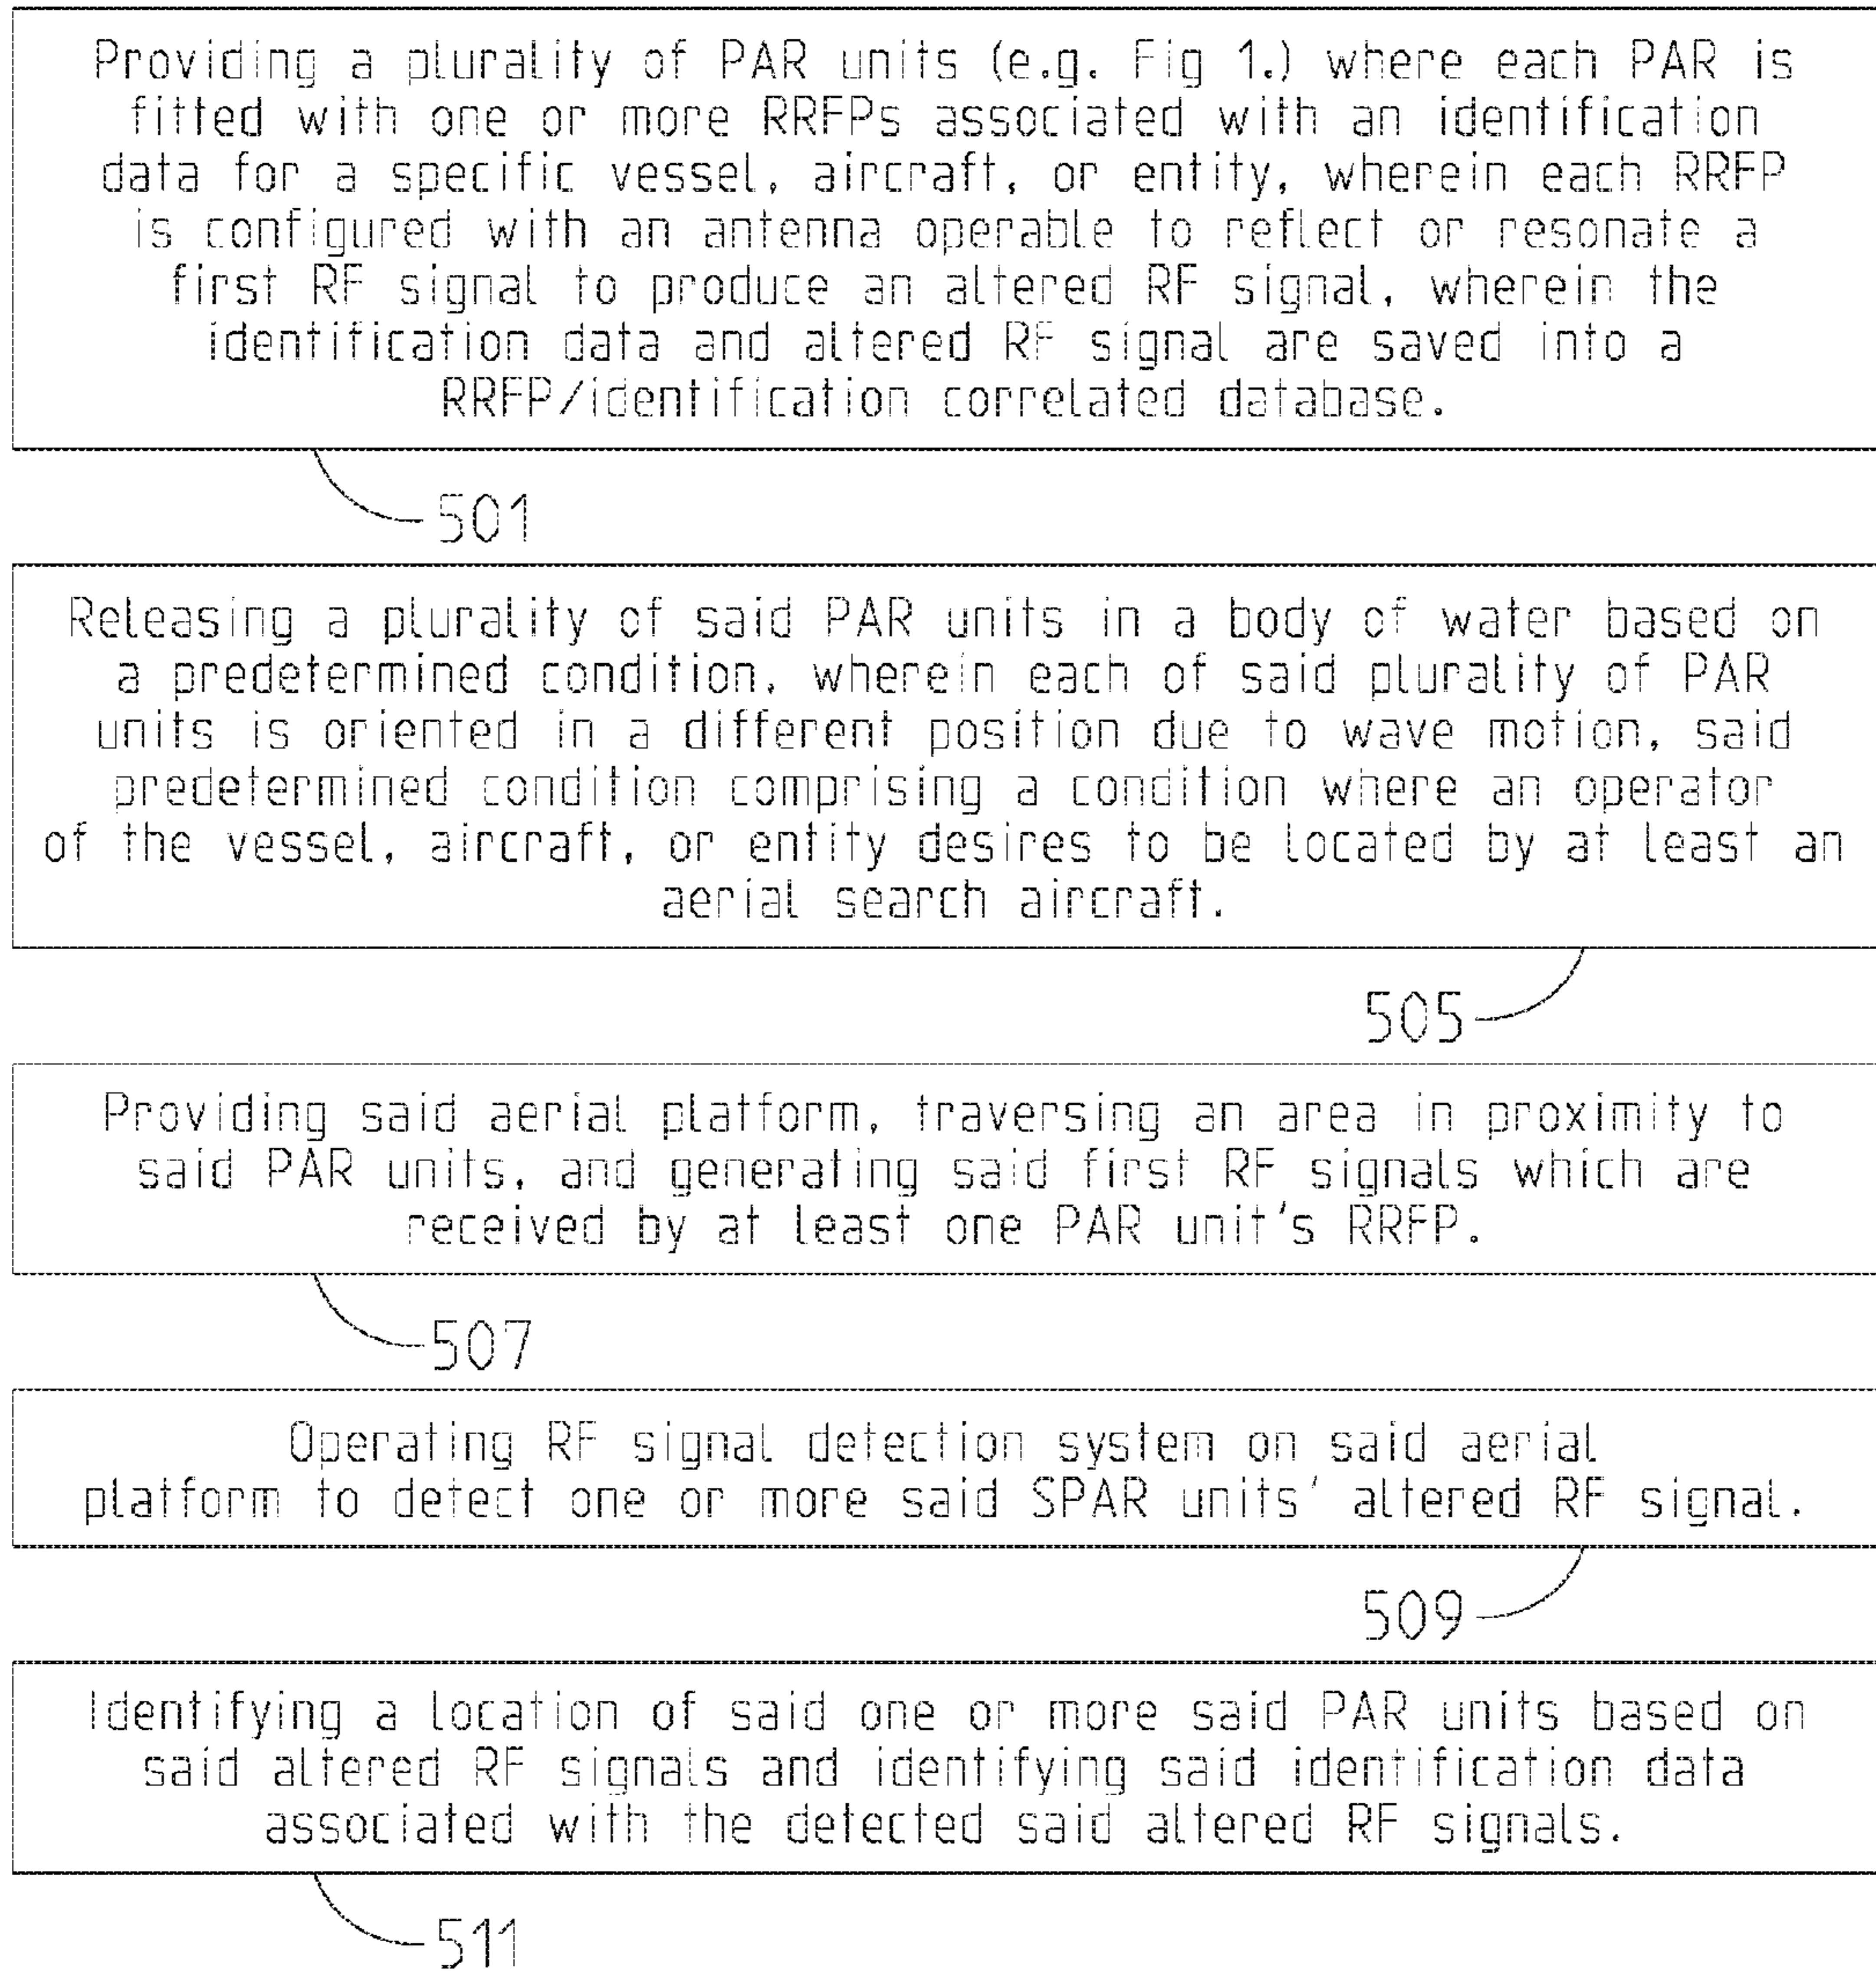 Providing a plurality of PAR units (e.g. Fig 1.) where each PAR is
fitted with one or more RRFPs associated with an identification
data for a specific vessel, aircraft, or entity, wherein each RRFP
is configured with an antenna operable to reflect or resonate a
first RF signal to produce an altered RF signal, wherein the
identification data and altered RF signal are saved into a
RRFP/identification correlated database.
501
Releasing a plurality of said PAR units in a body of water based on
a predetermined condition, wherein each of said plurality of PAR
units is oriented in a different position due to wave motion, said
predetermined condition comprising a condition where an operator
of the vessel, aircraft, or entity desires to be located by at least an
aerial search aircraft.
505
Providing said aerial platform, traversing an area in proximity to
said PAR units, and generating said first RF signals which are
received by at least one PAR unit's RRFP.
507
Operating RF signal detection system on said aerial
platform to detect one or more said SPAR units' altered RF signal.
509
Identifying a location of said one or more said PAR units based on
said altered RF signals and identifying said identification data
associated with the detected said altered RF signals.
511